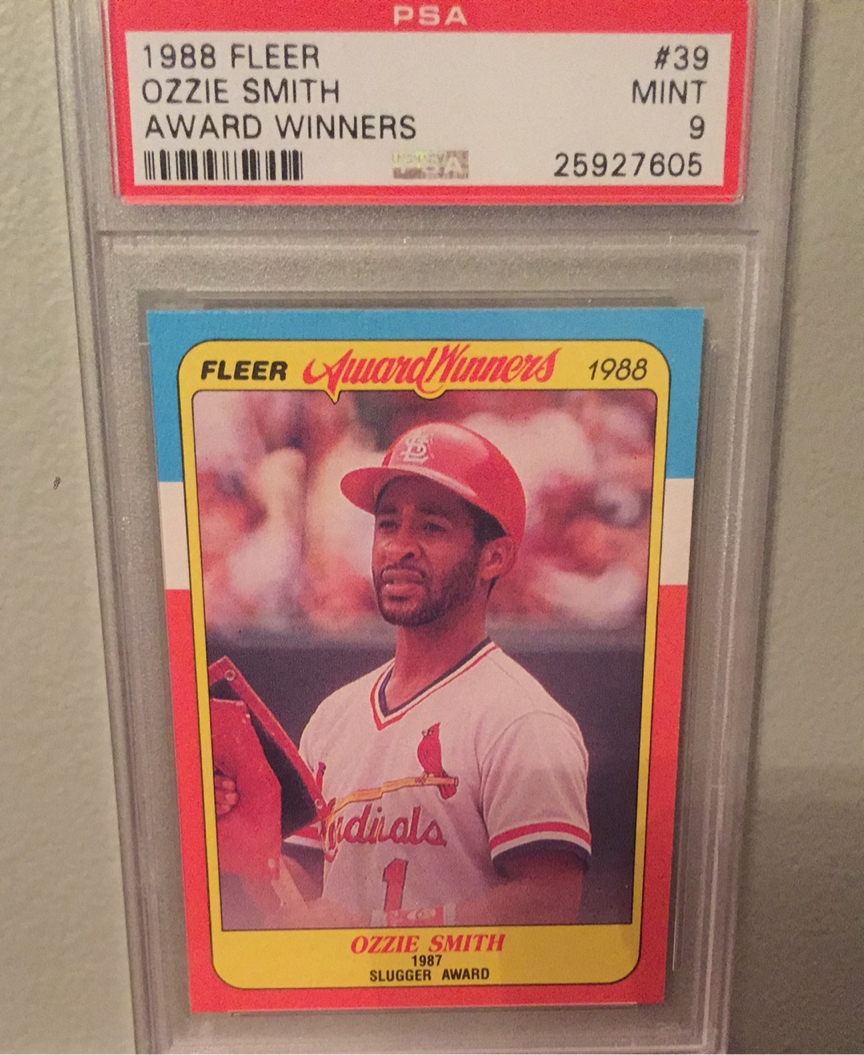 PSA
1988 FLEER #39
OZZIE SMITH MINT
AWARD WINNERS 9
25927605
FLEER Award Winners 1988
StL
Cardinals
1
OZZIE SMITH
1987
SLUGGER AWARD